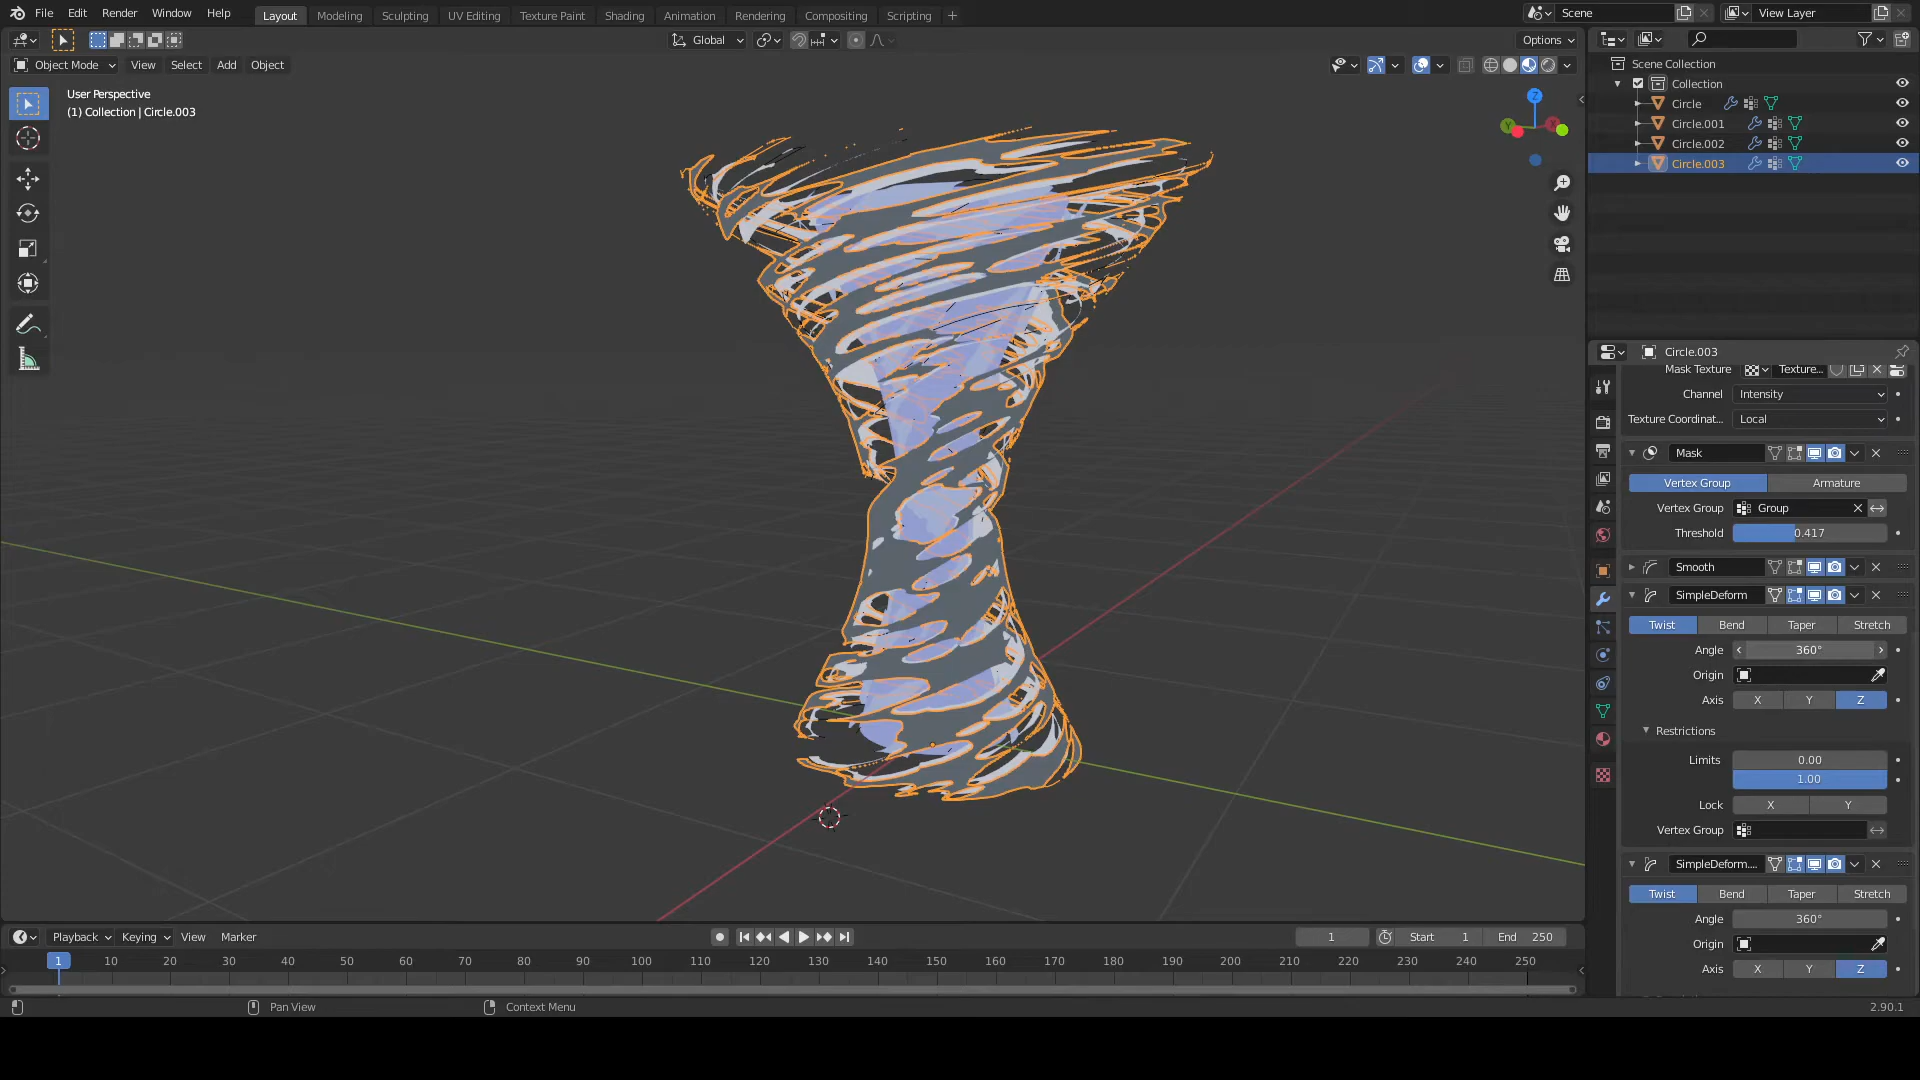 File Edit Render Window Help Layout Modeling Sculpting UV Editing Texture Paint Shading Animation Rendering Compositing Scripting + Scene View Layer
Global Options
Object Mode View Select Add Object
User Perspective
(1) Collection | Circle.003
Z
Y
Scene Collection
Collection
Circle
Circle.001
Circle.002
Circle.003
Circle.003
Mask Texture Texture...
Channel Intensity
Texture Coordinat... Local
Mask
Vertex Group Armature
Vertex Group Group
Threshold 0.417
Smooth
SimpleDeform
Twist Bend Taper Stretch
Angle 360°
Origin
Axis X Y Z
Restrictions
Limits 0.00
1.00
Lock X Y
Vertex Group
SimpleDeform....
Twist Bend Taper Stretch
Angle 360°
Origin
Axis X Y Z
Playback Keying View Marker 1 Start 1 End 250
1 10 20 30 40 50 60 70 80 90 100 110 120 130 140 150 160 170 180 190 200 210 220 230 240 250
Pan View Context Menu 2.90.1